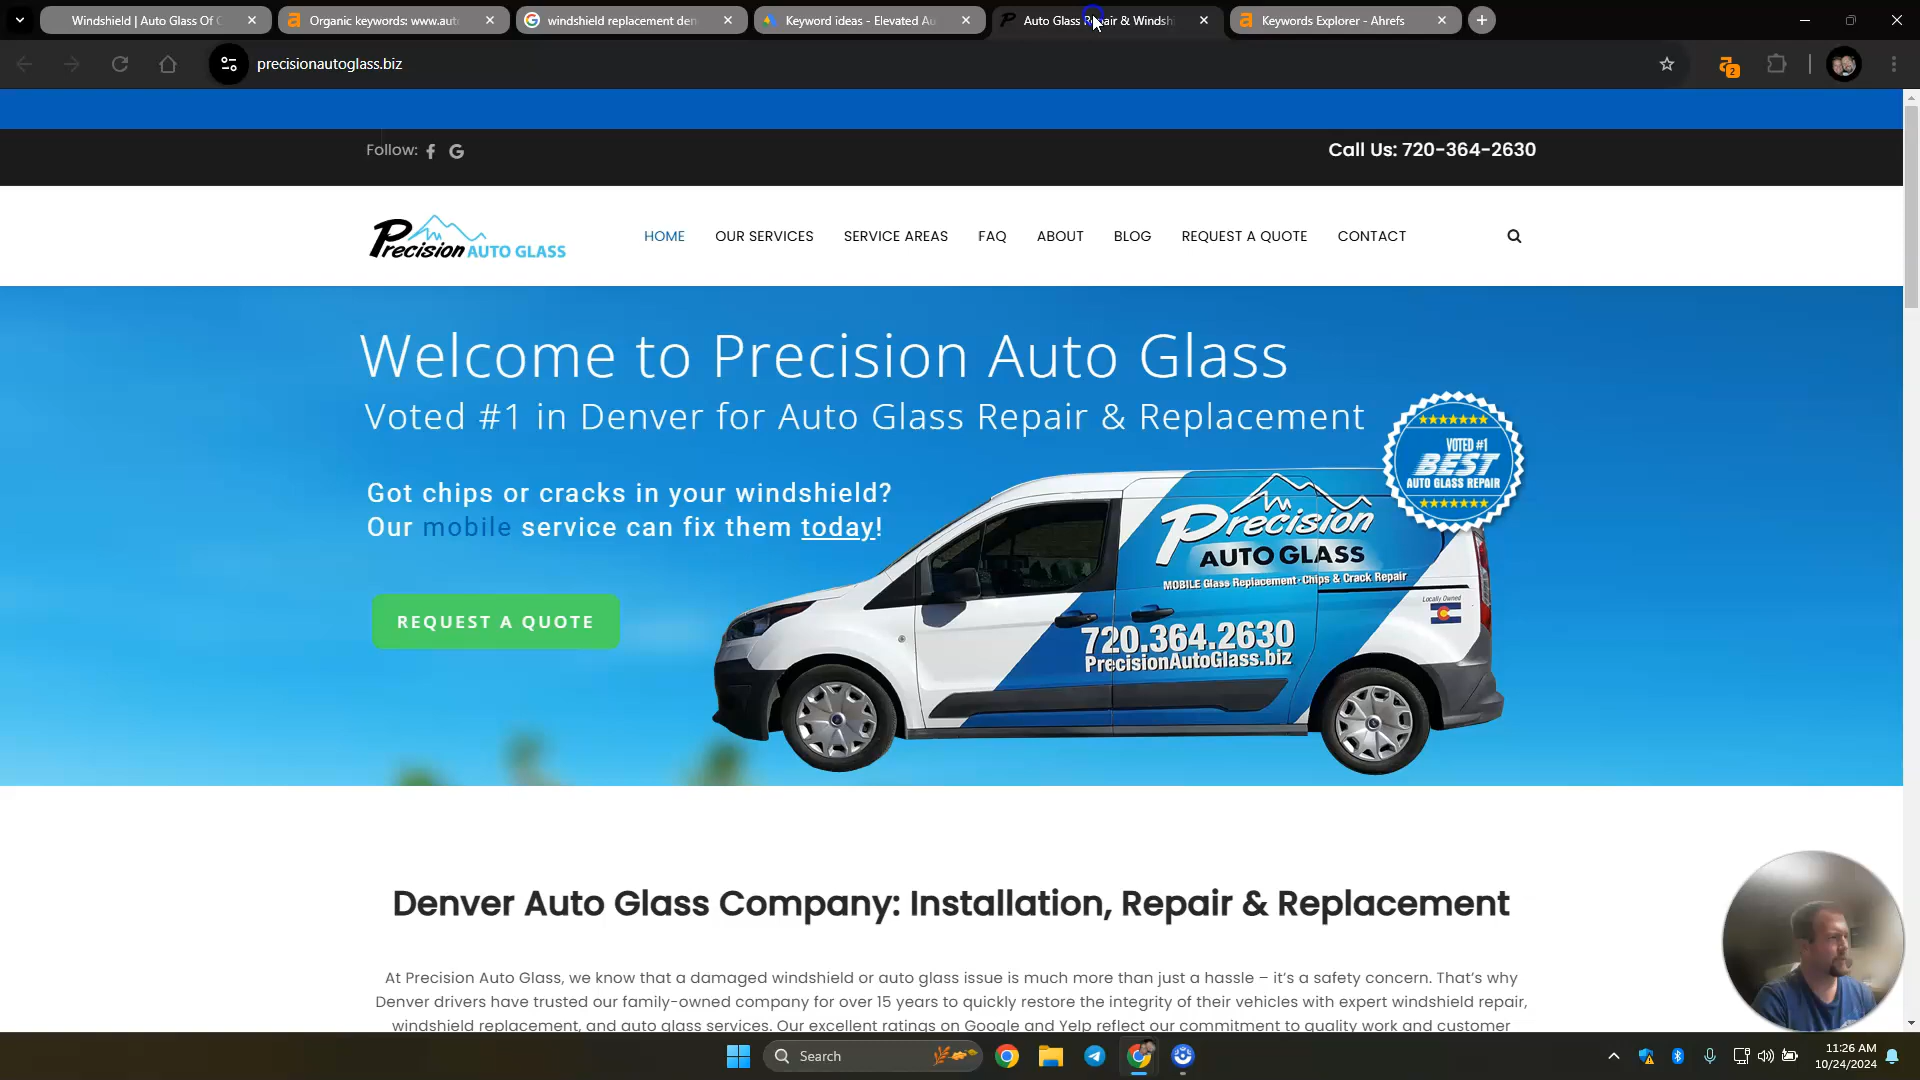 Windshield | Auto Glass Of C
Organic keywords: www.aut
windshield replacement den
Keyword ideas - Elevated Au
Auto Glass Repair & Windsh
Keywords Explorer - Ahrefs
precisionautoglass.biz
2
Follow:
Call Us: 720-364-2630
Precision AUTO GLASS
HOME OUR SERVICES SERVICE AREAS FAQ ABOUT BLOG REQUEST A QUOTE CONTACT
Welcome to Precision Auto Glass
Voted #1 in Denver for Auto Glass Repair & Replacement
Got chips or cracks in your windshield?
Our mobile service can fix them today!
REQUEST A QUOTE
VOTED #1
BEST
AUTO GLASS REPAIR
Precision
AUTO GLASS
MOBILE Glass Replacement · Chips & Crack Repair
Locally Owned
720.364.2630
PrecisionAutoGlass.biz
Denver Auto Glass Company: Installation, Repair & Replacement
At Precision Auto Glass, we know that a damaged windshield or auto glass issue is much more than just a hassle – it's a safety concern. That's why
Denver drivers have trusted our family-owned company for over 15 years to quickly restore the integrity of their vehicles with expert windshield repair,
windshield replacement, and auto glass services. Our excellent ratings on Google and Yelp reflect our commitment to quality work and customer
Search
11:26 AM
10/24/2024